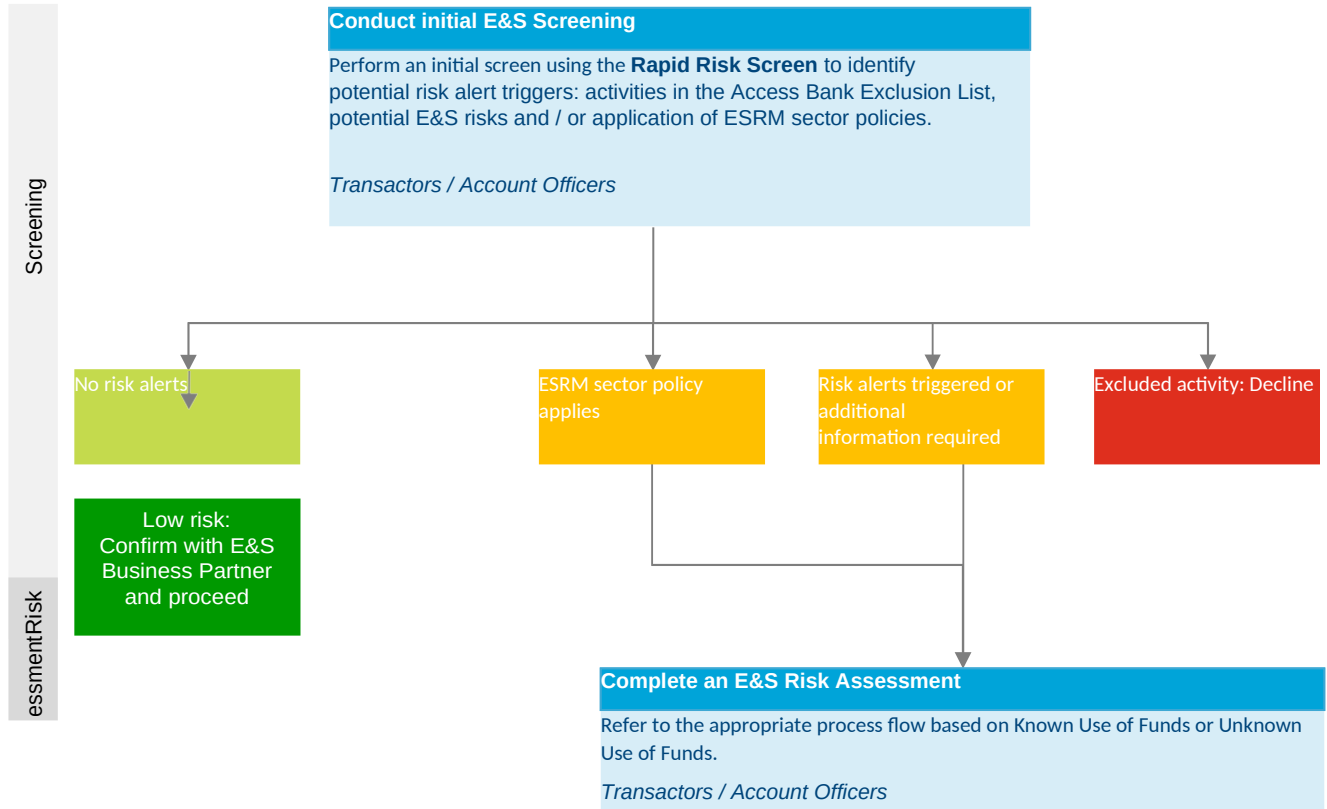 Conduct initial E&S Screening
Perform an initial screen using the Rapid Risk Screen to identify
potential risk alert triggers: activities in the Access Bank Exclusion List,
potential E&S risks and / or application of ESRM sector policies.
Transactors / Account Officers
Screening
No risk alerts
ESRM sector policy
applies
Risk alerts triggered or
additional
information required
Excluded activity: Decline
Low risk:
Confirm with E&S
Business Partner
and proceed
essmentRisk
Complete an E&S Risk Assessment
Refer to the appropriate process flow based on Known Use of Funds or Unknown
Use of Funds.
Transactors / Account Officers